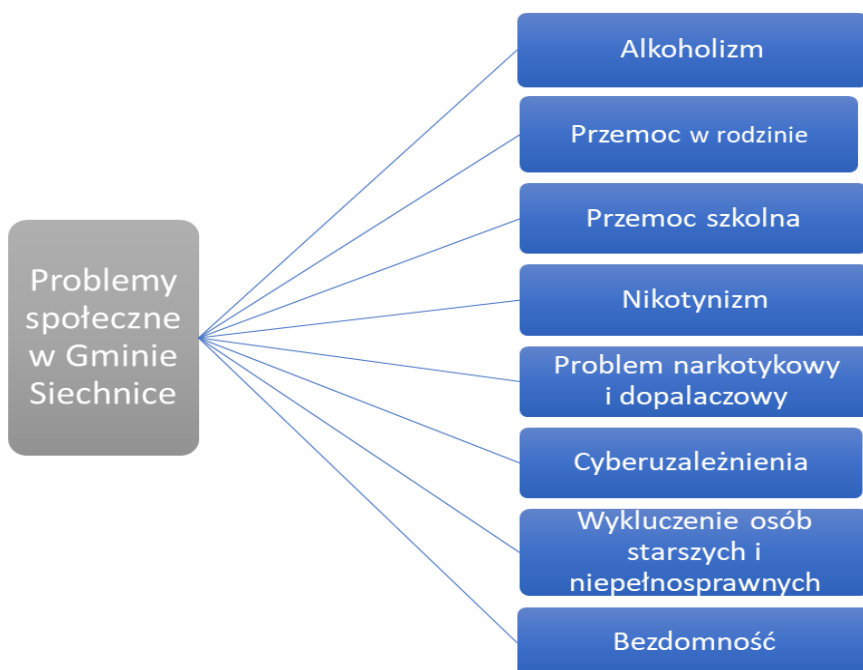 Problemy
społeczne
w Gminie
Siechnice
Alkoholizm
Przemoc w rodzinie
Przemoc szkolna
Nikotynizm
Problem narkotykowy
i dopalaczowy
Cyberuzależnienia
Wykluczenie osób
starszych i
niepełnosprawnych
Bezdomność